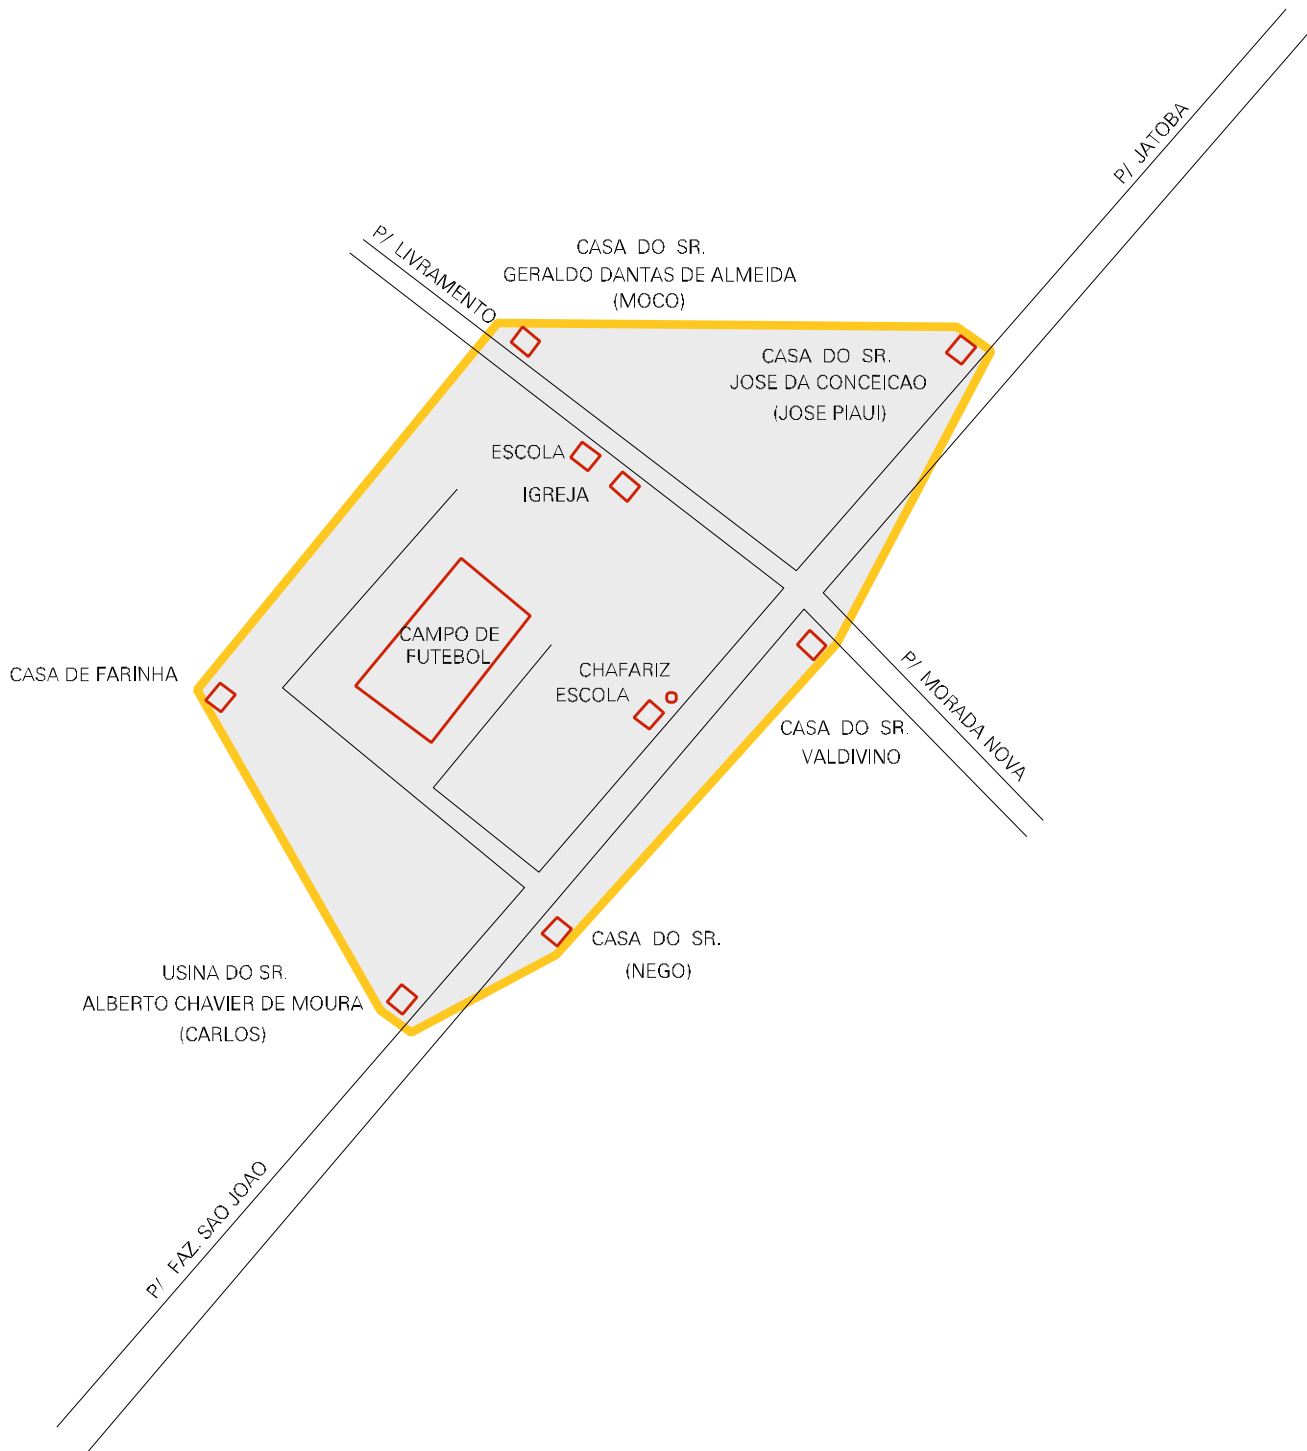 P/ JATOBA
P/ LIVRAMENTO
CASA DO SR.
GERALDO DANTAS DE ALMEIDA
(MOCO)
CASA DO SR.
JOSE DA CONCEICAO
(JOSE PIAUI)
ESCOLA
IGREJA
CAMPO DE
FUTEBOL
CASA DE FARINHA
CHAFARIZ
ESCOLA
P/ MORADA NOVA
CASA DO SR.
VALDIVINO
CASA DO SR.
(NEGO)
USINA DO SR.
ALBERTO CHAVIER DE MOURA
(CARLOS)
P/ FAZ. SAO JOAO